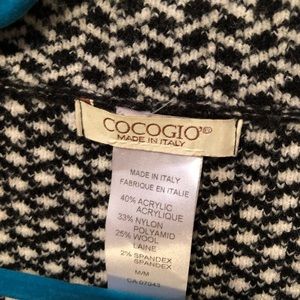 COCOGIO'®
MADE IN ITALY
MADE IN ITALY
FABRIQUE EN ITALIE
40% ACRYLIC
ACRYLIQUE
33% NYLON
POLYAMID
25% WOOL
LAINE
2% SPANDEX
SPANDEX
M/M
CA 07043